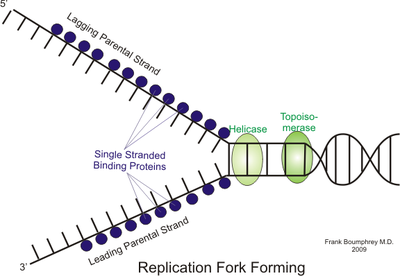 5′
Lagging Parental Strand
Helicase
Topoiso-
merase
Single Stranded
Binding Proteins
Leading Parental Strand
3′
Frank Boumphrey M.D.
2009
Replication Fork Forming